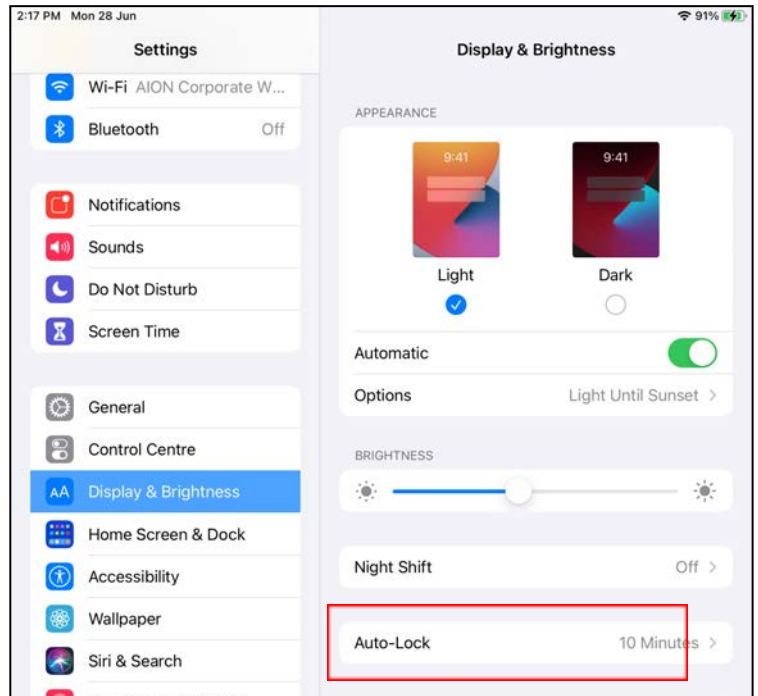 2:17 PM Mon 28 Jun
91%
Settings
Wi-Fi AION Corporate W...
Bluetooth Off
Notifications
Sounds
Do Not Disturb
Screen Time
General
Control Centre
AA Display & Brightness
Home Screen & Dock
Accessibility
Wallpaper
Siri & Search
Display & Brightness
APPEARANCE
9:41
9:41
Light
Dark
Automatic
Options Light Until Sunset >
BRIGHTNESS
Night Shift Off >
Auto-Lock 10 Minutes >